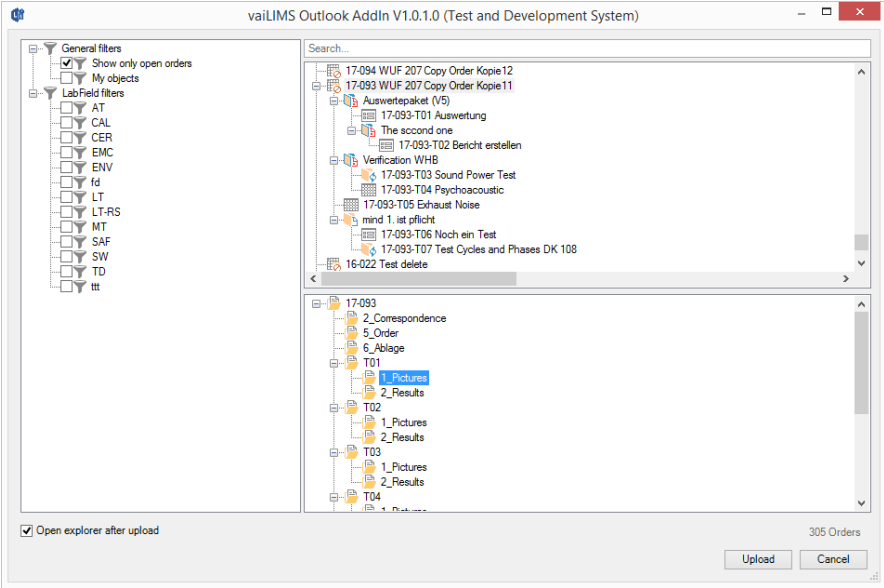 vaiLIMS Outlook AddIn V1.0.1.0 (Test and Development System)
General filters
Show only open orders
My objects
LabField filters
AT
CAL
CER
EMC
ENV
fd
LT
LT-RS
MT
SAF
SW
TD
ttt
Search...
17-094 WUF 207 Copy Order Kopie12
17-093 WUF 207 Copy Order Kopie11
Auswertepaket (V5)
17-093-T01 Auswertung
The sccond one
17-093-T02 Bericht erstellen
Verification WHB
17-093-T03 Sound Power Test
17-093-T04 Psychoacoustic
17-093-T05 Exhaust Noise
mind 1. ist pflicht
17-093-T06 Noch ein Test
17-093-T07 Test Cycles and Phases DK 108
16-022 Test delete
17-093
2_Correspondence
5_Order
6_Ablage
T01
1_Pictures
2_Results
T02
1_Pictures
2_Results
T03
1_Pictures
2_Results
T04
1_Pictures
Open explorer after upload
305 Orders
Upload
Cancel